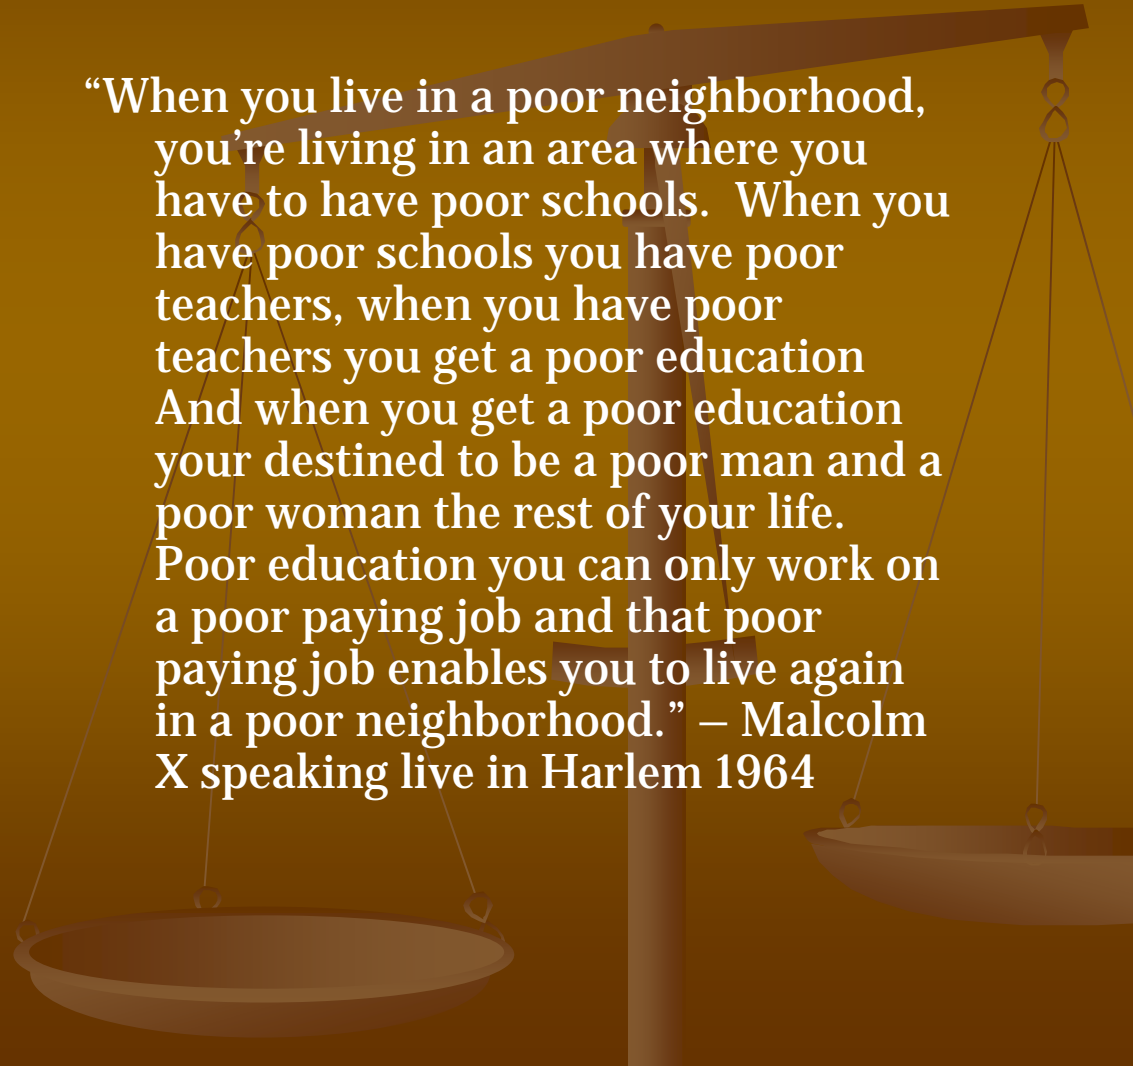 “When you live in a poor neighborhood,
you’re living in an area where you
have to have poor schools.  When you
have poor schools you have poor
teachers, when you have poor
teachers you get a poor education
And when you get a poor education
your destined to be a poor man and a
poor woman the rest of your life.
Poor education you can only work on
a poor paying job and that poor
paying job enables you to live again
in a poor neighborhood.” – Malcolm
X speaking live in Harlem 1964